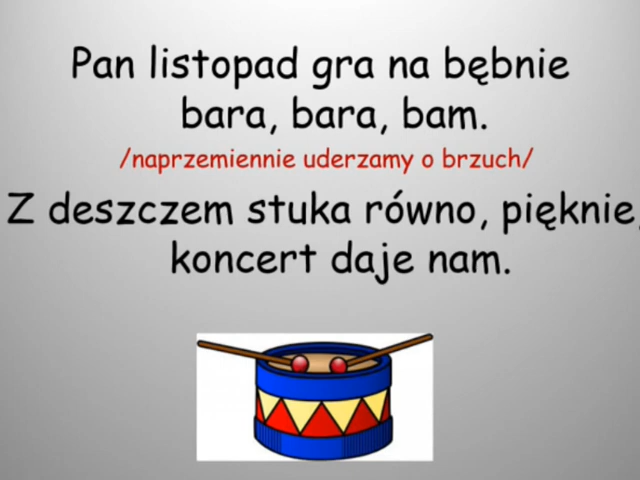 Pan listopad gra na bębnie
bara, bara, bam.
/naprzemiennie uderzamy o brzuch/
Z deszczem stuka równo, pięknie,
koncert daje nam.